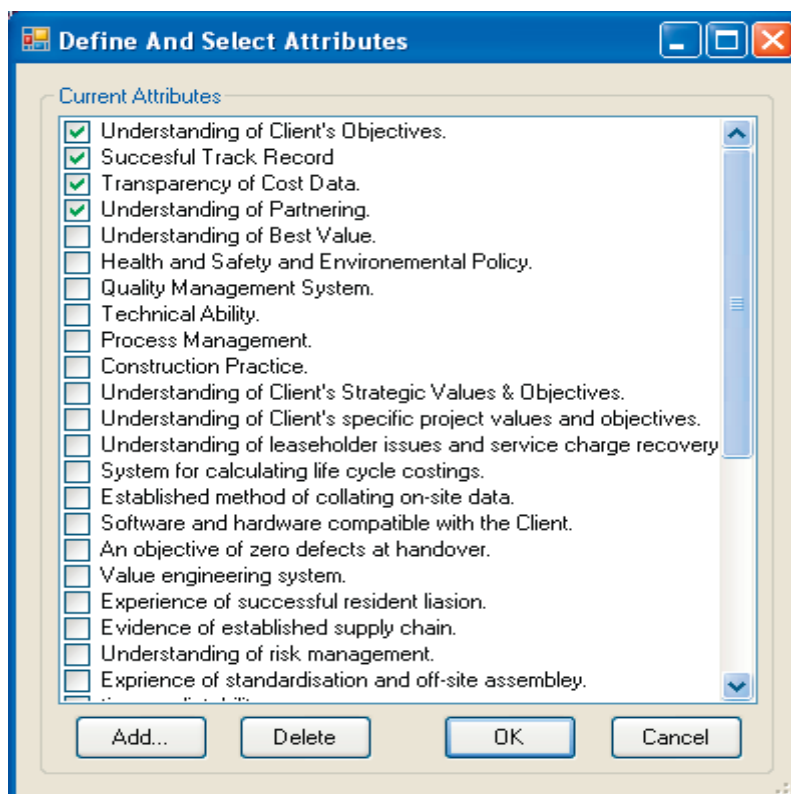 Define And Select Attributes
Current Attributes
Understanding of Client's Objectives.
Succesful Track Record
Transparency of Cost Data.
Understanding of Partnering.
Understanding of Best Value.
Health and Safety and Environemental Policy.
Quality Management System.
Technical Ability.
Process Management.
Construction Practice.
Understanding of Client's Strategic Values & Objectives.
Understanding of Client's specific project values and objectives.
Understanding of leaseholder issues and service charge recovery
System for calculating life cycle costings.
Established method of collating on-site data.
Software and hardware compatible with the Client.
An objective of zero defects at handover.
Value engineering system.
Experience of successful resident liasion.
Evidence of established supply chain.
Understanding of risk management.
Exprience of standardisation and off-site assembley.
Add... Delete OK Cancel